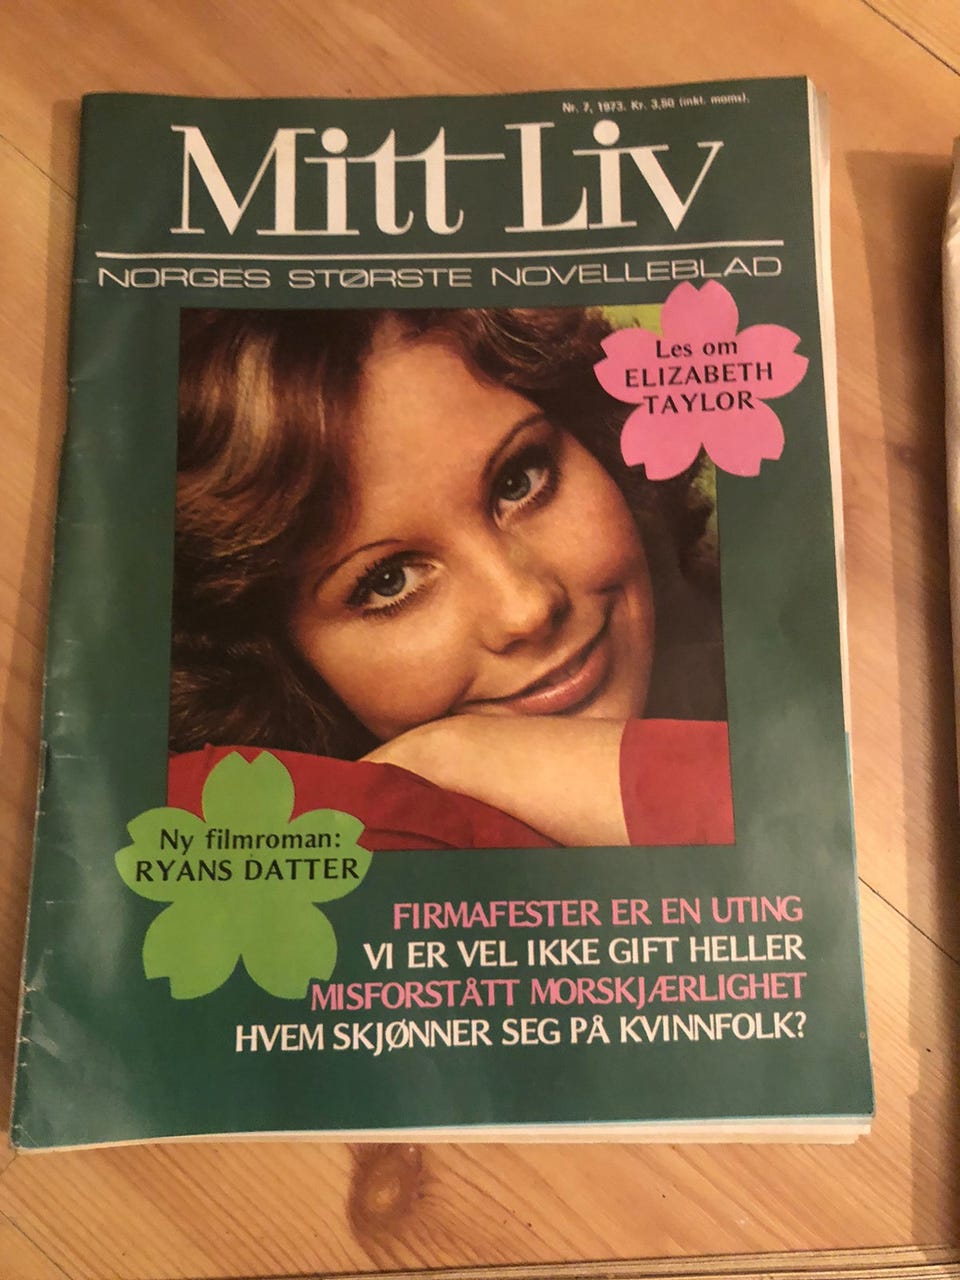 Nr. 7, 1973. Kr. 3,50 (inkl. moms).
Mitt Liv
NORGES STØRSTE NOVELLEBLAD
Les om
ELIZABETH
TAYLOR
Ny filmroman:
RYANS DATTER
FIRMAFESTER ER EN UTING
VI ER VEL IKKE GIFT HELLER
MISFORSTÅTT MORSKJÆRLIGHET
HVEM SKJØNNER SEG PÅ KVINNFOLK?